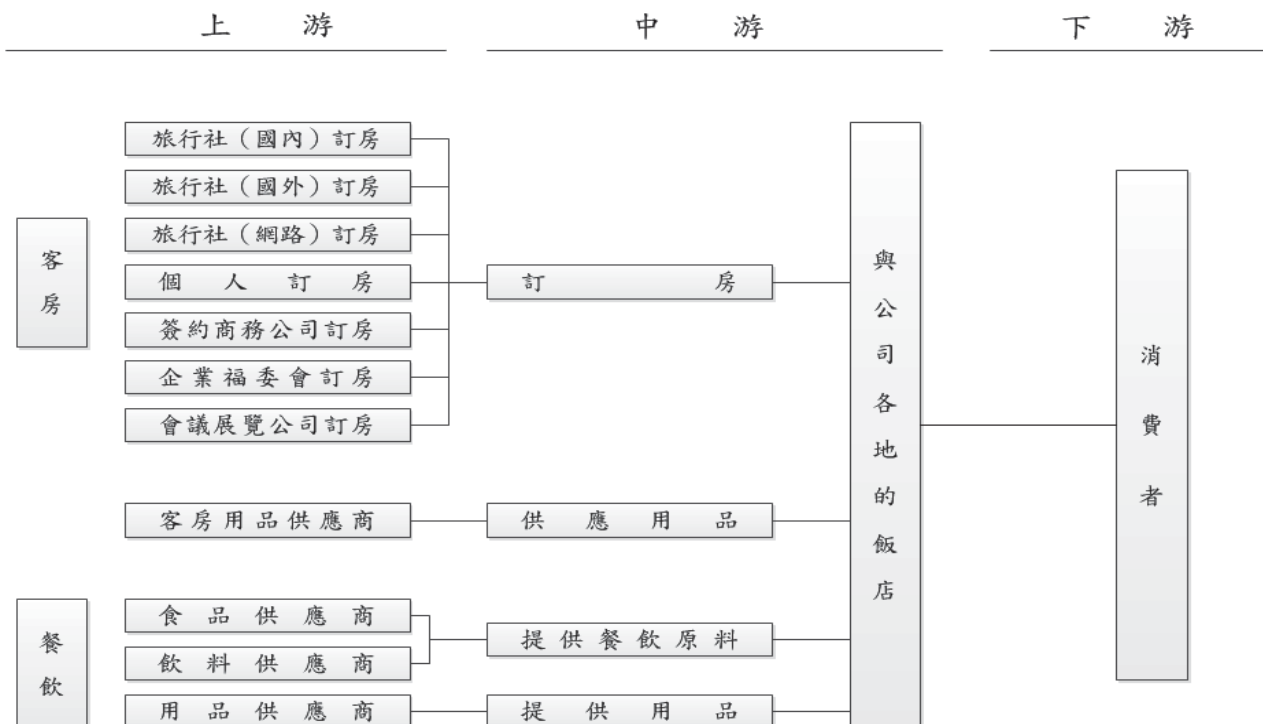 上游 中游 下游
客房
旅行社（國內）訂房
旅行社（國外）訂房
旅行社（網路）訂房
個人訂房
簽約商務公司訂房
企業福委會訂房
會議展覽公司訂房
訂房
客房用品供應商
供應用品
餐飲
食品供應商
飲料供應商
提供餐飲原料
用品供應商
提供用品
與公司各地的飯店
消費者